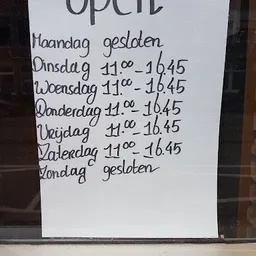 open
Maandag gesloten
Dinsdag 11.00 - 16.45
Woensdag 11.00 - 16.45
Donderdag 11.00 - 16.45
Vrijdag 11.00 - 16.45
Zaterdag 11.00 - 16.45
Zondag gesloten